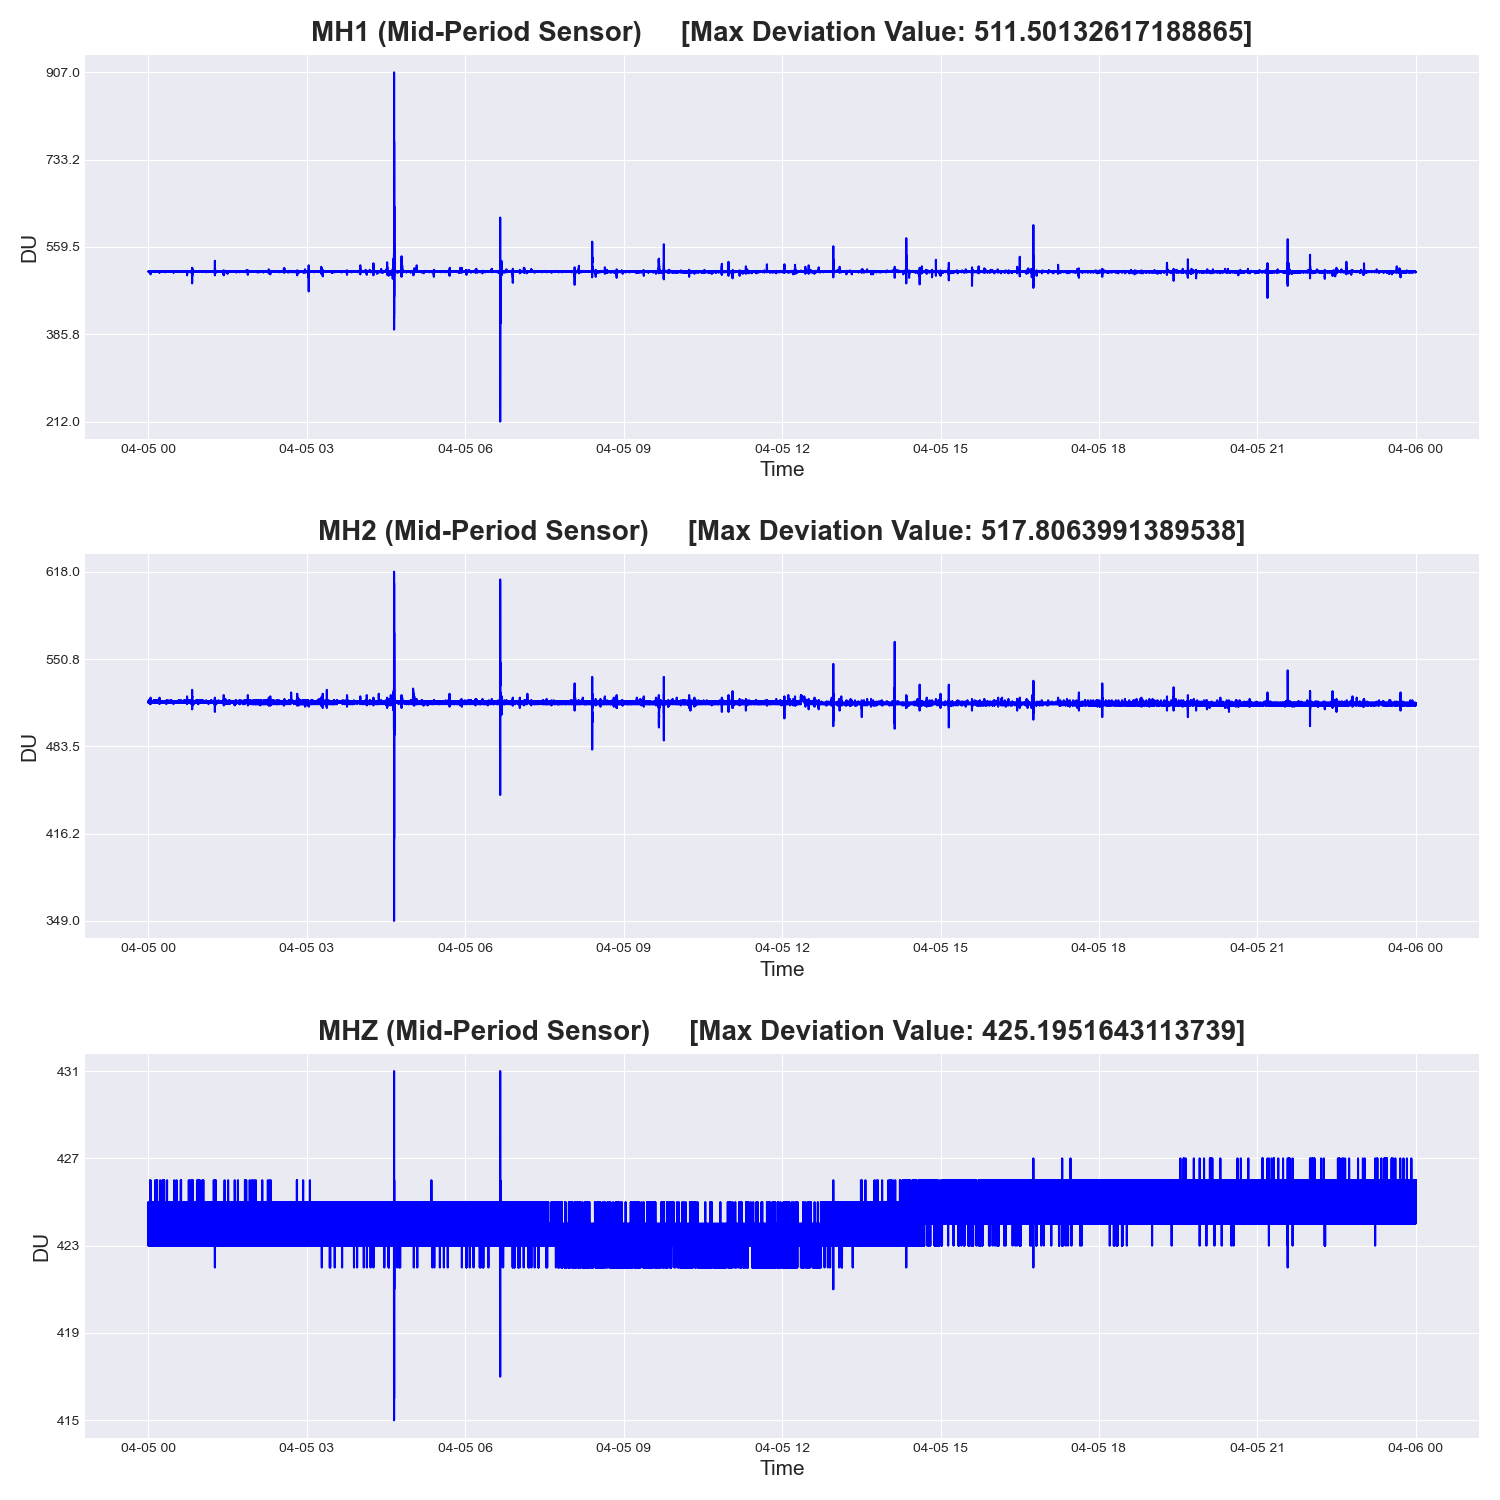 MH1 (Mid-Period Sensor) [Max Deviation Value: 511.50132617188865]
907.0
733.2
559.5
385.8
212.0
DU
04-05 00 04-05 03 04-05 06 04-05 09 04-05 12 04-05 15 04-05 18 04-05 21 04-06 00
Time
MH2 (Mid-Period Sensor) [Max Deviation Value: 517.8063991389538]
618.0
550.8
483.5
416.2
349.0
DU
04-05 00 04-05 03 04-05 06 04-05 09 04-05 12 04-05 15 04-05 18 04-05 21 04-06 00
Time
MHZ (Mid-Period Sensor) [Max Deviation Value: 425.1951643113739]
431
427
423
419
415
DU
04-05 00 04-05 03 04-05 06 04-05 09 04-05 12 04-05 15 04-05 18 04-05 21 04-06 00
Time